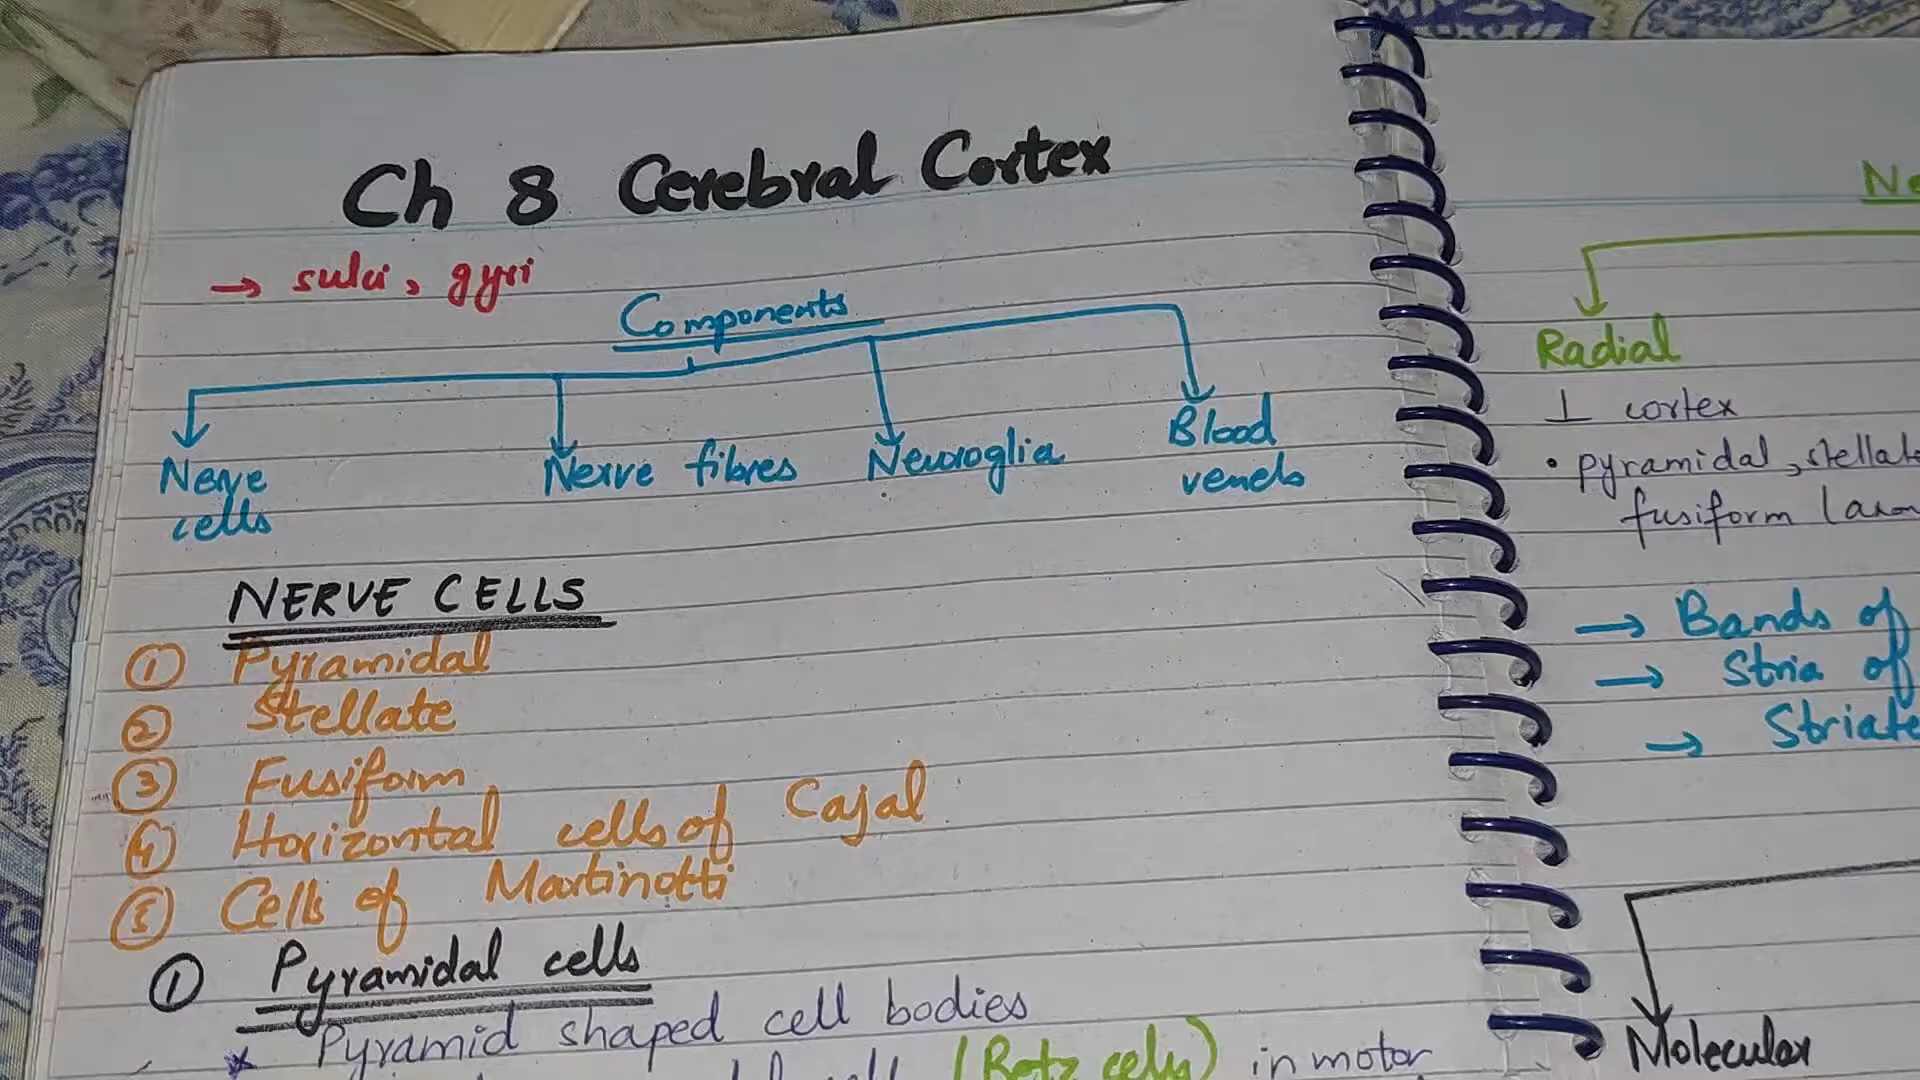 Ch 8 Cerebral Cortex
→ sulci, gyri
Components
Nerve cells
Nerve fibres
Neuroglia
Blood vessels
NERVE CELLS
① Pyramidal
② Stellate
③ Fusiform
④ Horizontal cells of Cajal
⑤ Cells of Martinotti
① Pyramidal cells
* Pyramid shaped cell bodies
(Betz cells) in motor
Radial
⊥ cortex
• pyramidal, stellate
fusiform
→ Bands of
→ Stria of
→ Striate
Molecular